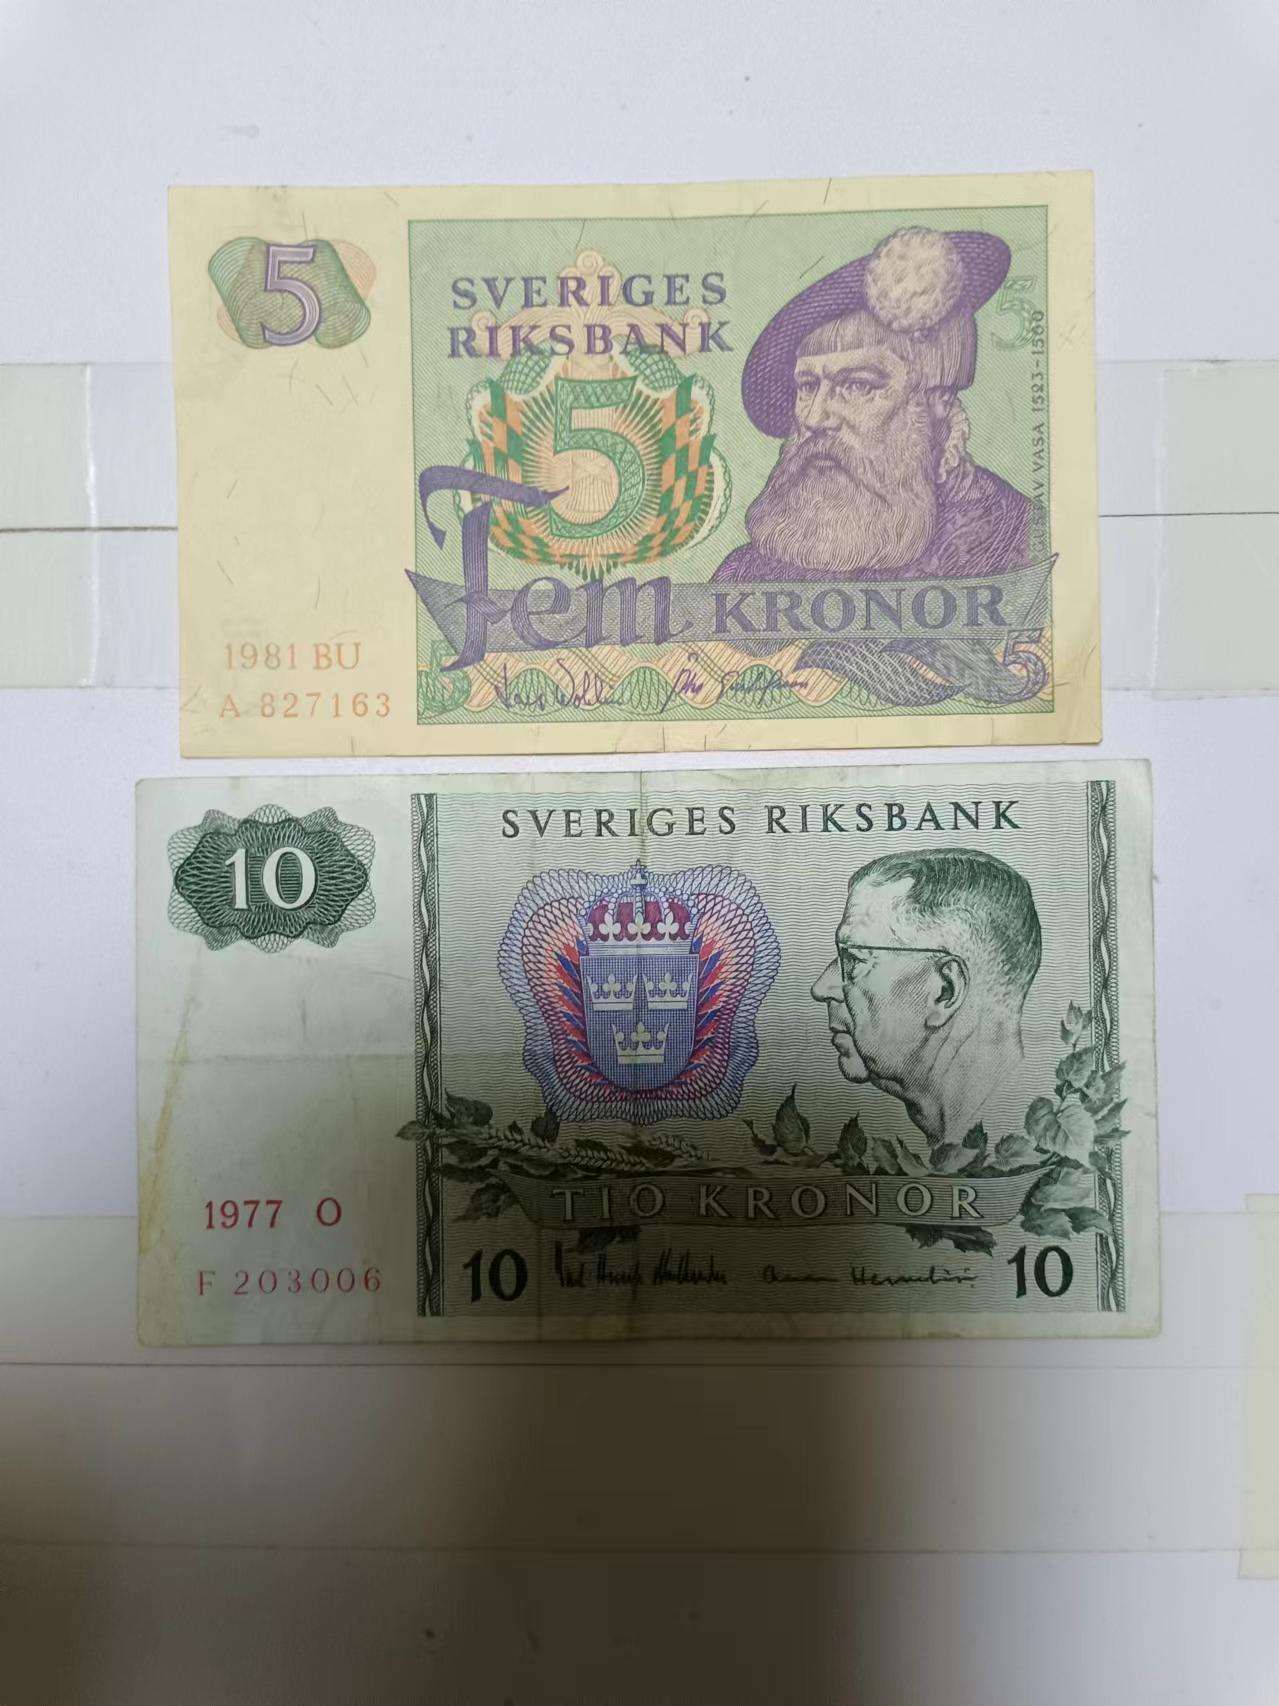 5
SVERIGES
RIKSBANK
5
5
GUSTAV VASA 1523-1560
Fem KRONOR
1981 BU
A 827163
5
5
10
SVERIGES RIKSBANK
TIO KRONOR
1977 O
F 203006
10
10